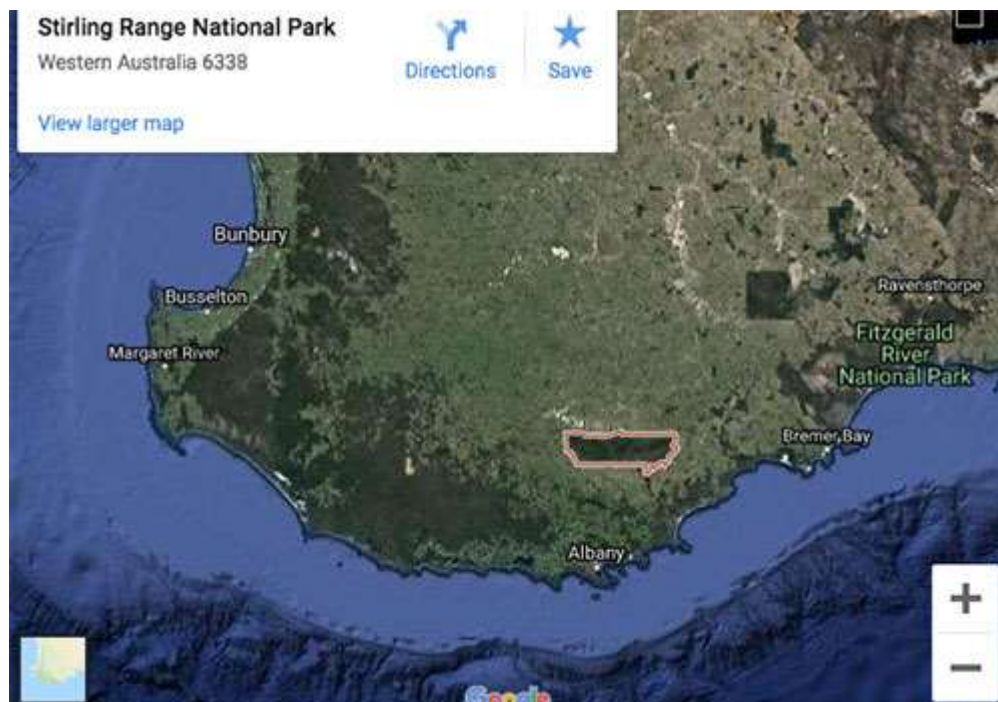 Stirling Range National Park
Western Australia 6338
Directions
Save
View larger map
Bunbury
Busselton
Margaret River
Ravensthorpe
Fitzgerald
River
National Park
Bremer Bay
Albany
Google